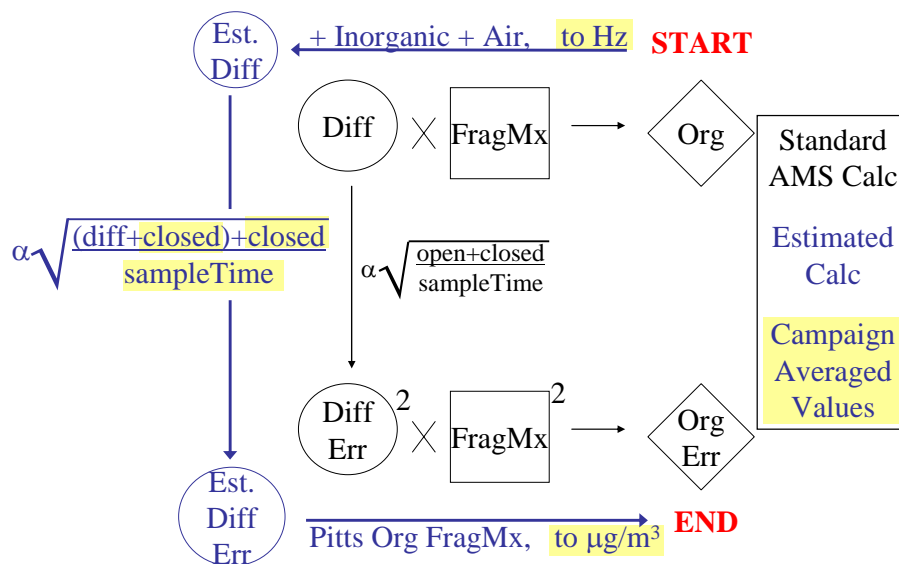 Est.
Diff
+ Inorganic + Air, to Hz
START
Diff
FragMx
Org
Standard
AMS Calc
Estimated
Calc
Campaign
Averaged
Values
α√(diff+closed)+closed
sampleTime
α√open+closed
sampleTime
Diff
Err
2
FragMx
2
Org
Err
Est.
Diff
Err
Pitts Org FragMx, to μg/m³
END